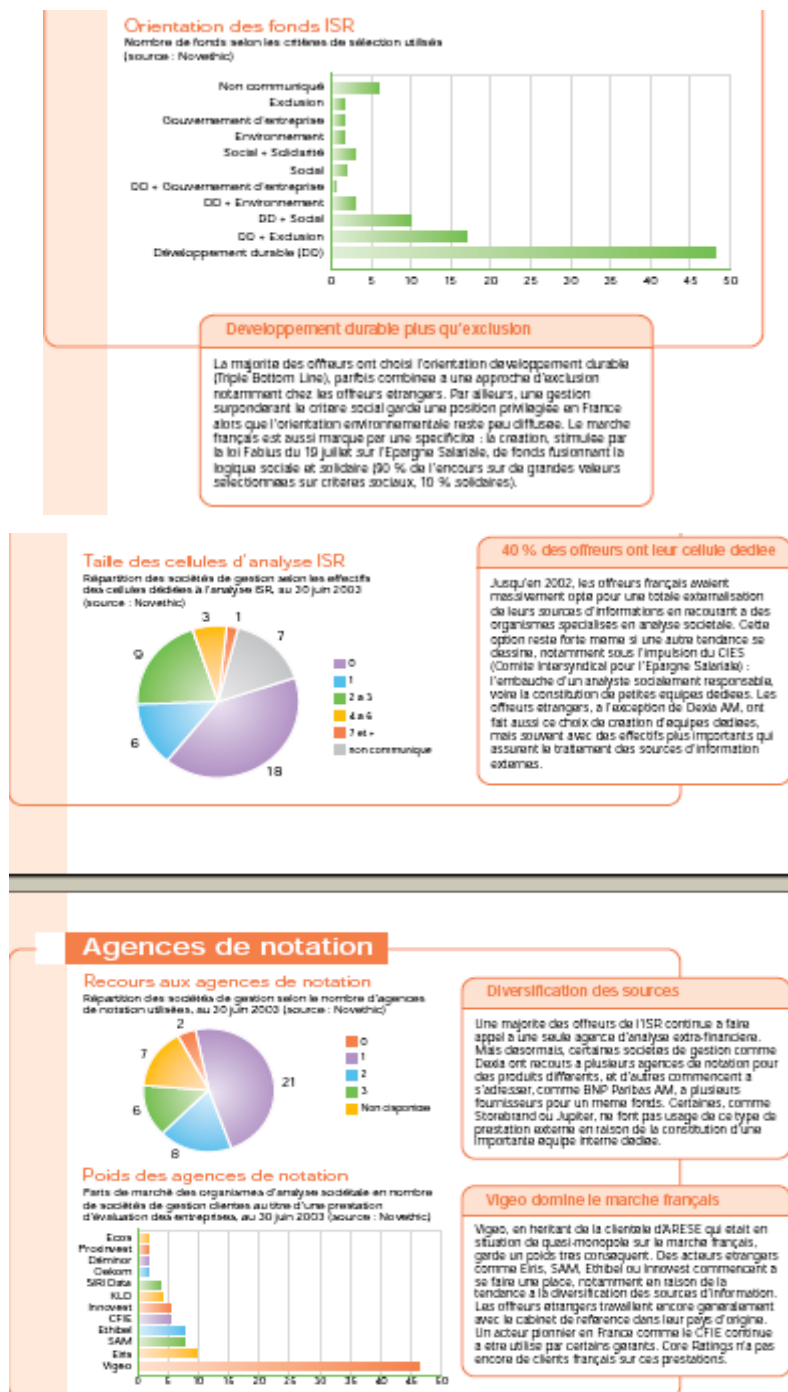 Orientation des fonds ISR
Nombre de fonds selon les critères de sélection utilisés
(source : Novethic)
Non communiqué
Exclusion
Gouvernement d'entreprise
Environnement
Social + Solidarité
Social
DD + Gouvernement d'entreprise
DD + Environnement
DD + Social
DD + Exclusion
Développement durable (DD)
0 5 10 15 20 25 30 35 40 45 50
Developpement durable plus qu'exclusion
La majorite des offreurs ont choisi l'orientation developpement durable
(Triple Bottom Line), parfois combinee a une approche d'exclusion
notamment chez les offreurs etrangers. Par ailleurs, une gestion
surponderant le critere social garde une position privilegiee en France
alors que l'orientation environnementale reste peu diffusee. Le marche
français est aussi marque par une specificite : la creation, stimulee par
la loi Fabius du 19 juillet sur l'Epargne Salariale, de fonds fusionnant la
logique sociale et solidaire (90 % de l'encours sur de grandes valeurs
selectionnees sur criteres sociaux, 10 % solidaires).
Taille des cellules d'analyse ISR
Répartition des sociétés de gestion selon les effectifs
des cellules dédiées à l'analyse ISR, au 30 juin 2003
(source : Novethic)
3 1
7
9
6
18
0
1
2 a 3
4 a 6
7 et +
non communique
40 % des offreurs ont leur cellule dediee
Jusqu'en 2002, les offreurs français avaient
massivement opte pour une totale externalisation
de leurs sources d'informations en recourant a des
organismes specialises en analyse societale. Cette
option reste forte meme si une autre tendance se
dessine, notamment sous l'impulsion du CIES
(Comite Intersyndical pour l'Epargne Salariale) :
l'embauche d'un analyste socialement responsable,
voire la constitution de petites equipes dediees. Les
offreurs etrangers, a l'exception de Dexia AM, ont
fait aussi ce choix de creation d'equipes dediees,
mais souvent avec des effectifs plus importants qui
assurent le traitement des sources d'information
externes.
Agences de notation
Recours aux agences de notation
Répartition des sociétés de gestion selon le nombre d'agences
de notation utilisées, au 30 juin 2003 (source : Novethic)
2
7
21
6
8
0
1
2
3
Non disponible
Diversification des sources
Une majorite des offreurs de l'ISR continue a faire
appel a une seule agence d'analyse extra-financiere.
Mais desormais, certaines societes de gestion comme
Dexia ont recours a plusieurs agences de notation pour
des produits differents, et d'autres commencent a
s'adresser, comme BNP Paribas AM, a plusieurs
fournisseurs pour un meme fonds. Certaines, comme
Storebrand ou Jupiter, ne font pas usage de ce type de
prestation externe en raison de la constitution d'une
importante equipe interne dediee.
Poids des agences de notation
Parts de marché des organismes d'analyse sociétale en nombre
de sociétés de gestion clientes au titre d'une prestation
d'évaluation des entreprises, au 30 juin 2003 (source : Novethic)
Ecos
Proxinvest
Déminor
Oekom
SIRI Data
KLD
Innovest
CFIE
Ethibel
SAM
Eiris
Vigeo
0 5 10 15 20 25 30 35 40 45 50
Vigeo domine le marche français
Vigeo, en heritant de la clientele d'ARESE qui etait en
situation de quasi-monopole sur le marche français,
garde un poids tres consequent. Des acteurs etrangers
comme Eiris, SAM, Ethibel ou Innovest commencent a
se faire une place, notamment en raison de la
tendance a la diversification des sources d'information.
Les offreurs etrangers travaillent encore generalement
avec le cabinet de reference dans leur pays d'origine.
Un acteur pionnier en France comme le CFIE continue
a etre utilise par certains gerants. Core Ratings n'a pas
encore de clients français sur ces prestations.